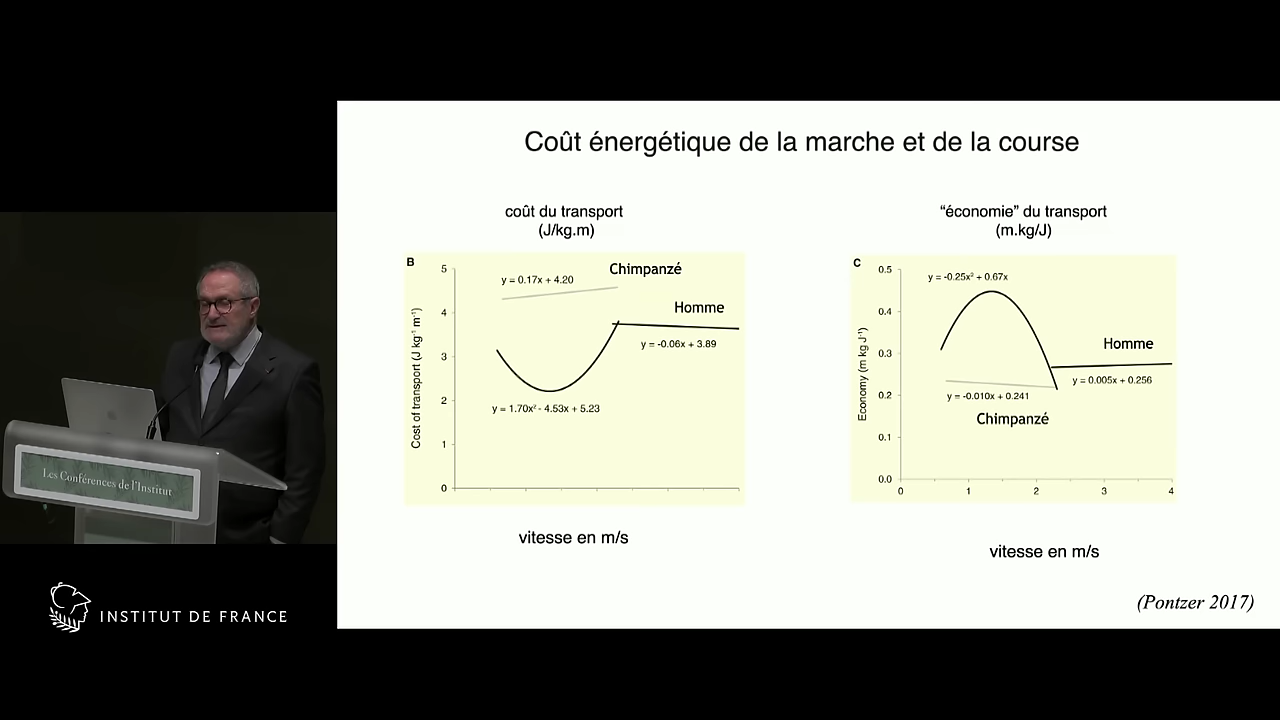 Coût énergétique de la marche et de la course
coût du transport
(J/kg.m)
B
Cost of transport (J kg⁻¹ m⁻¹)
5
4
3
2
1
0
y = 0.17x + 4.20
Chimpanzé
Homme
y = -0.06x + 3.89
y = 1.70x² - 4.53x + 5.23
vitesse en m/s
“économie” du transport
(m.kg/J)
C
Economy (m kg J⁻¹)
0.5
0.4
0.3
0.2
0.1
0.0
y = -0.25x² + 0.67x
Homme
y = 0.005x + 0.256
y = -0.010x + 0.241
Chimpanzé
0
1
2
3
4
vitesse en m/s
(Pontzer 2017)
Les Conférences de l'Institut
INSTITUT DE FRANCE